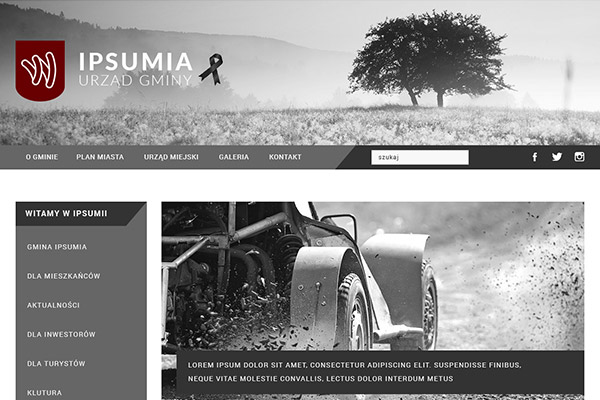 IPSUMIA
URZAD GMINY
O GMINIE PLAN MIASTA URZĄD MIEJSKI GALERIA KONTAKT szukaj
WITAMY W IPSUMII
GMINA IPSUMIA
DLA MIESZKAŃCÓW
AKTUALNOŚCI
DLA INWESTORÓW
DLA TURYSTÓW
KLUTURA
LOREM IPSUM DOLOR SIT AMET, CONSECTETUR ADIPISCING ELIT. SUSPENDISSE FINIBUS,
NEQUE VITAE MOLESTIE CONVALLIS, LECTUS DOLOR INTERDUM METUS